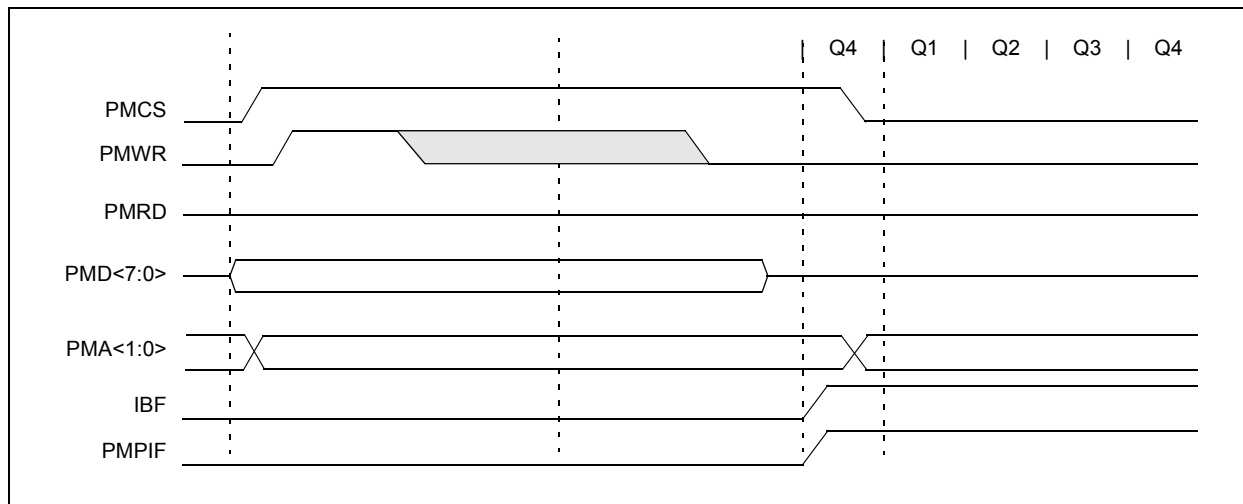 | Q4 | Q1 | Q2 | Q3 | Q4
PMCS
PMWR
PMRD
PMD<7:0>
PMA<1:0>
IBF
PMPIF